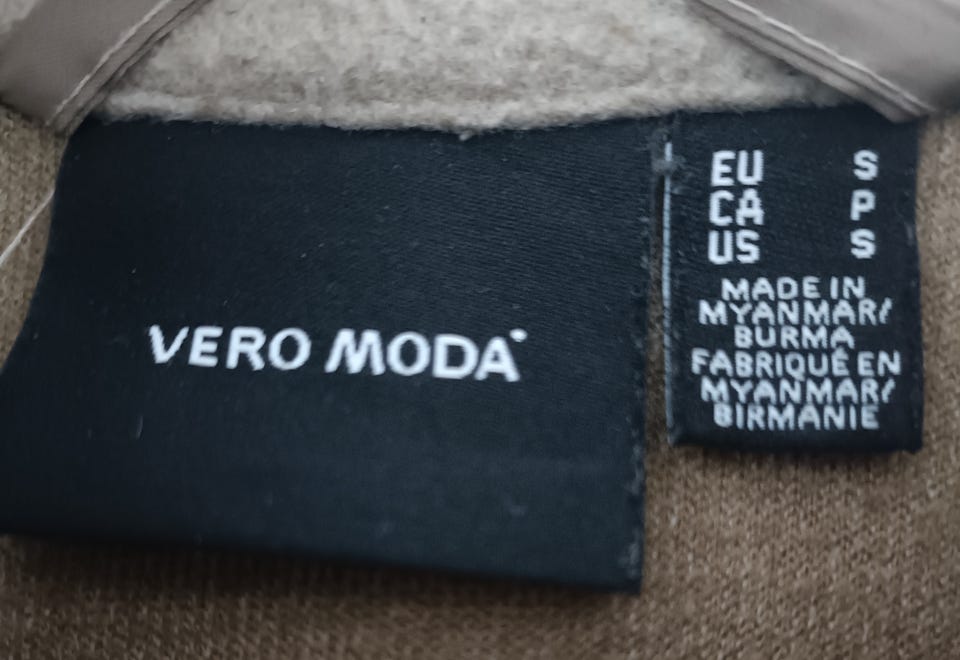 VERO MODA
EU S
CA P
US S
MADE IN
MYANMAR/
BURMA
FABRIQUÉ EN
MYANMAR/
BIRMANIE